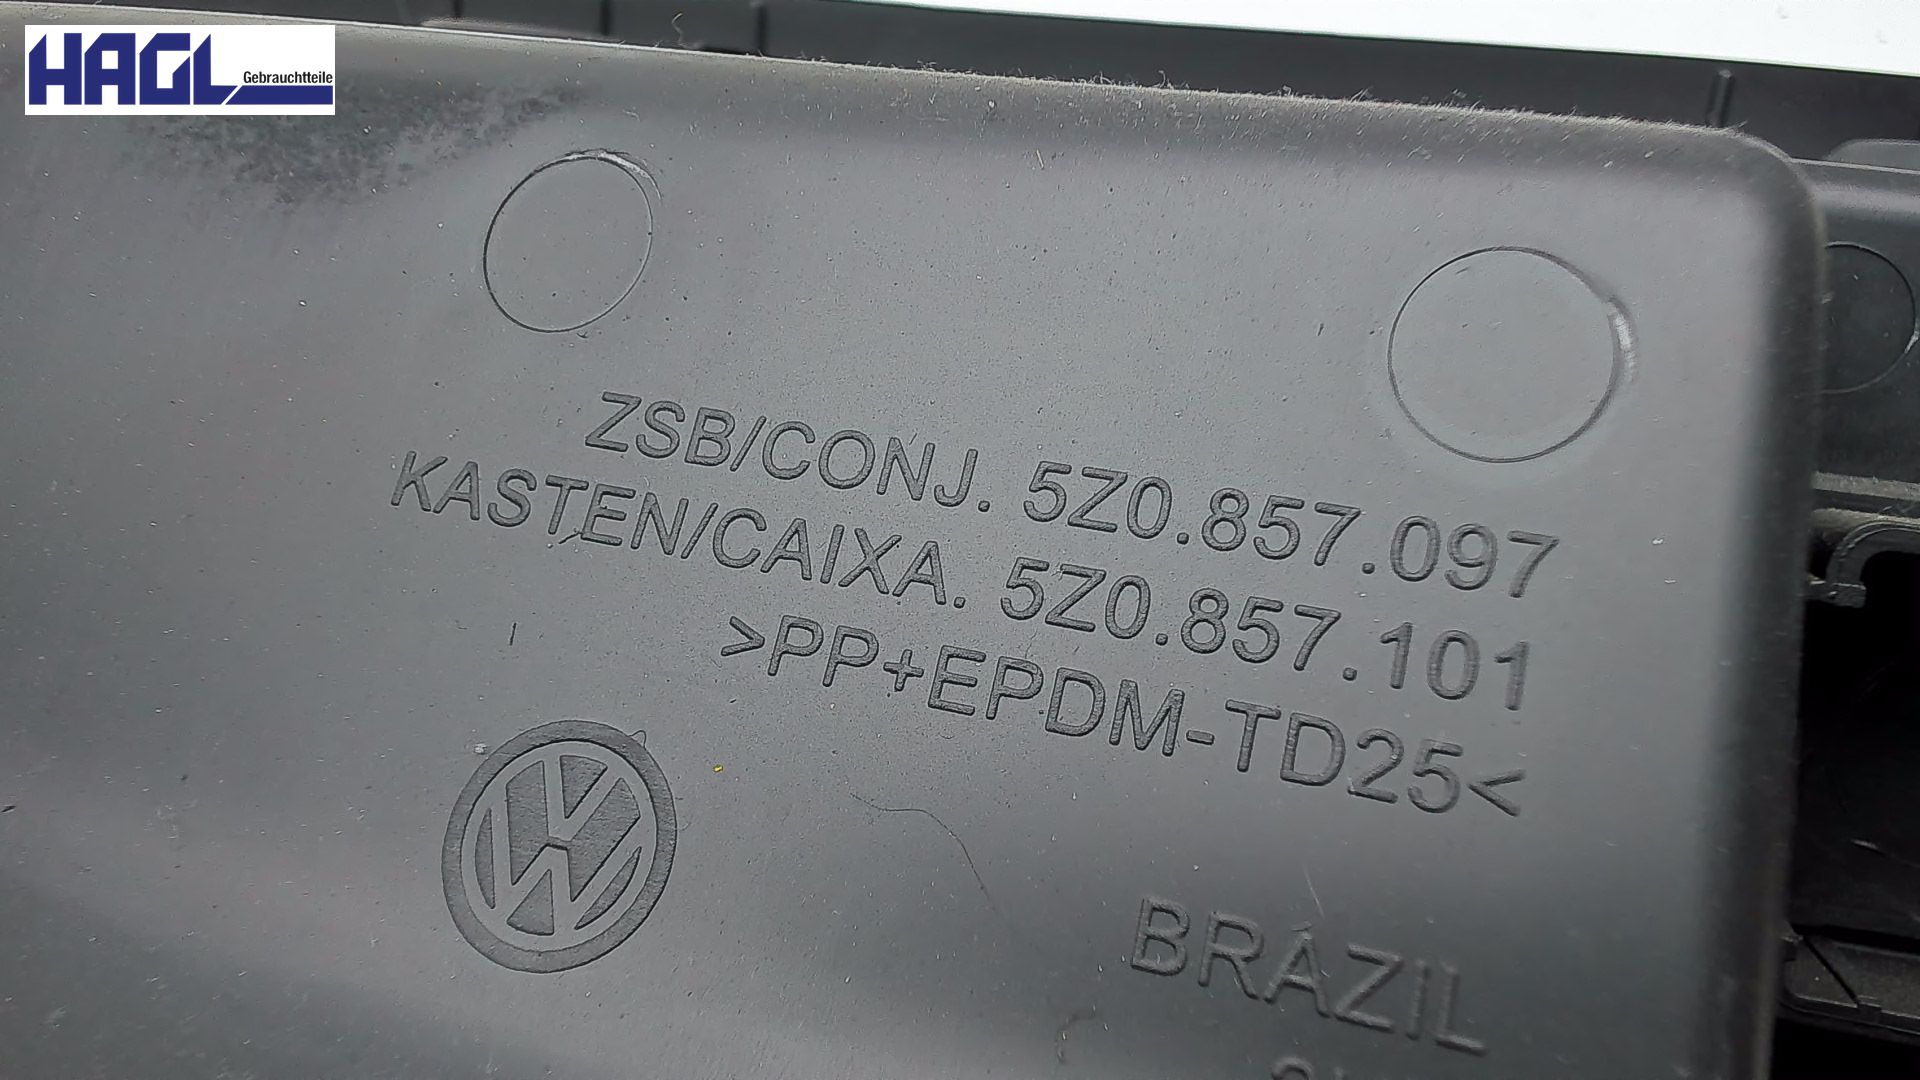 HAGL
Gebrauchtteile
ZSB/CONJ. 5Z0.857.097
KASTEN/CAIXA. 5Z0.857.101
>PP+EPDM-TD25<
BRAZIL